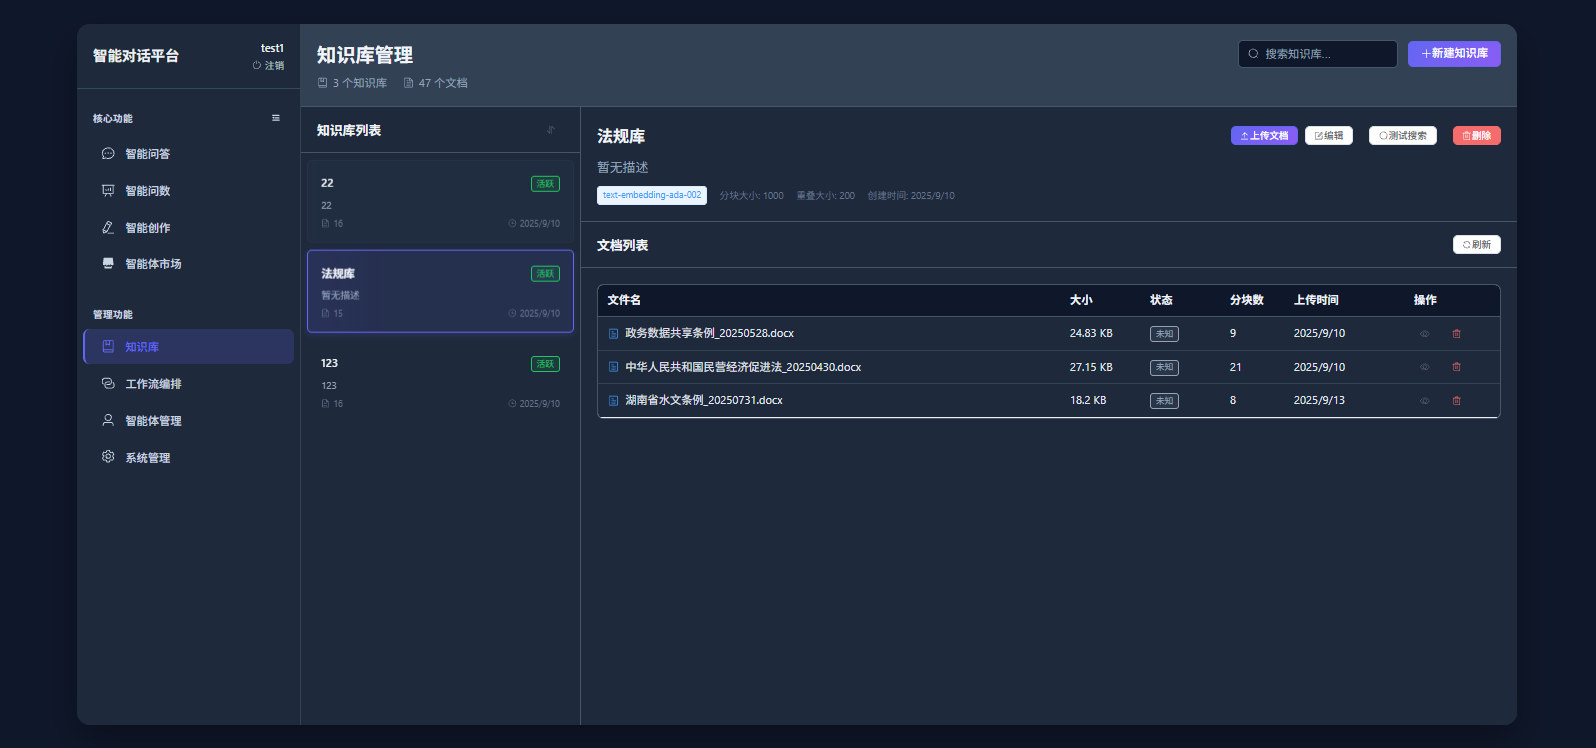 智能对话平台
test1
注销
核心功能
智能问答
智能问数
智能创作
智能体市场
管理功能
知识库
工作流编排
智能体管理
系统管理
知识库管理
3 个知识库 47 个文档
搜索知识库...
+新建知识库
知识库列表
22 活跃
22
16 2025/9/10
法规库 活跃
暂无描述
15 2025/9/10
123 活跃
123
16 2025/9/10
法规库
上传文档 编辑 测试搜索 删除
暂无描述
text-embedding-ada-002 分块大小: 1000 重叠大小: 200 创建时间: 2025/9/10
文档列表
刷新
文件名 大小 状态 分块数 上传时间 操作
政务数据共享条例_20250528.docx 24.83 KB 未知 9 2025/9/10
中华人民共和国民营经济促进法_20250430.docx 27.15 KB 未知 21 2025/9/10
湖南省水文条例_20250731.docx 18.2 KB 未知 8 2025/9/13